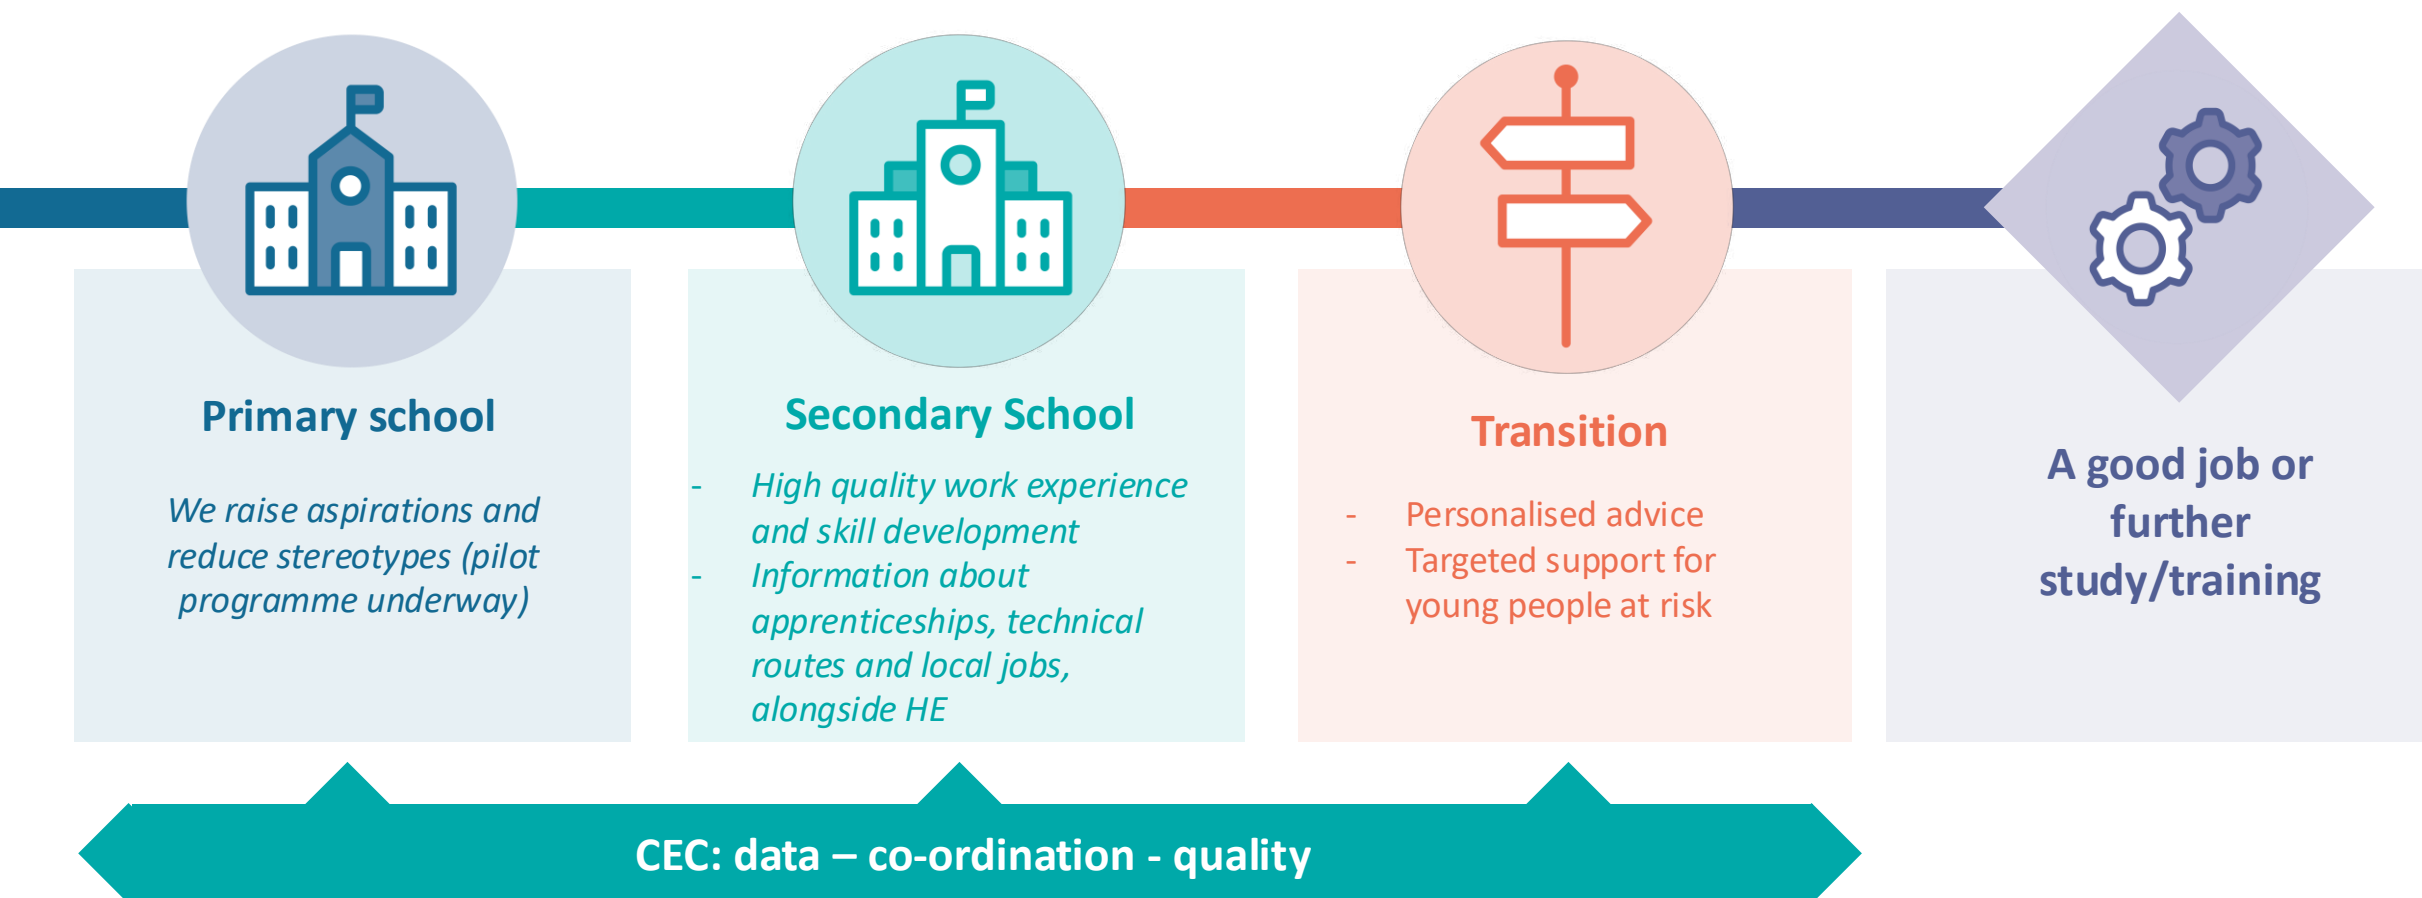 Primary school
We raise aspirations and
reduce stereotypes (pilot
programme underway)
Secondary School
- High quality work experience
and skill development
- Information about
apprenticeships, technical
routes and local jobs,
alongside HE
Transition
- Personalised advice
- Targeted support for
young people at risk
A good job or
further
study/training
CEC: data – co-ordination - quality